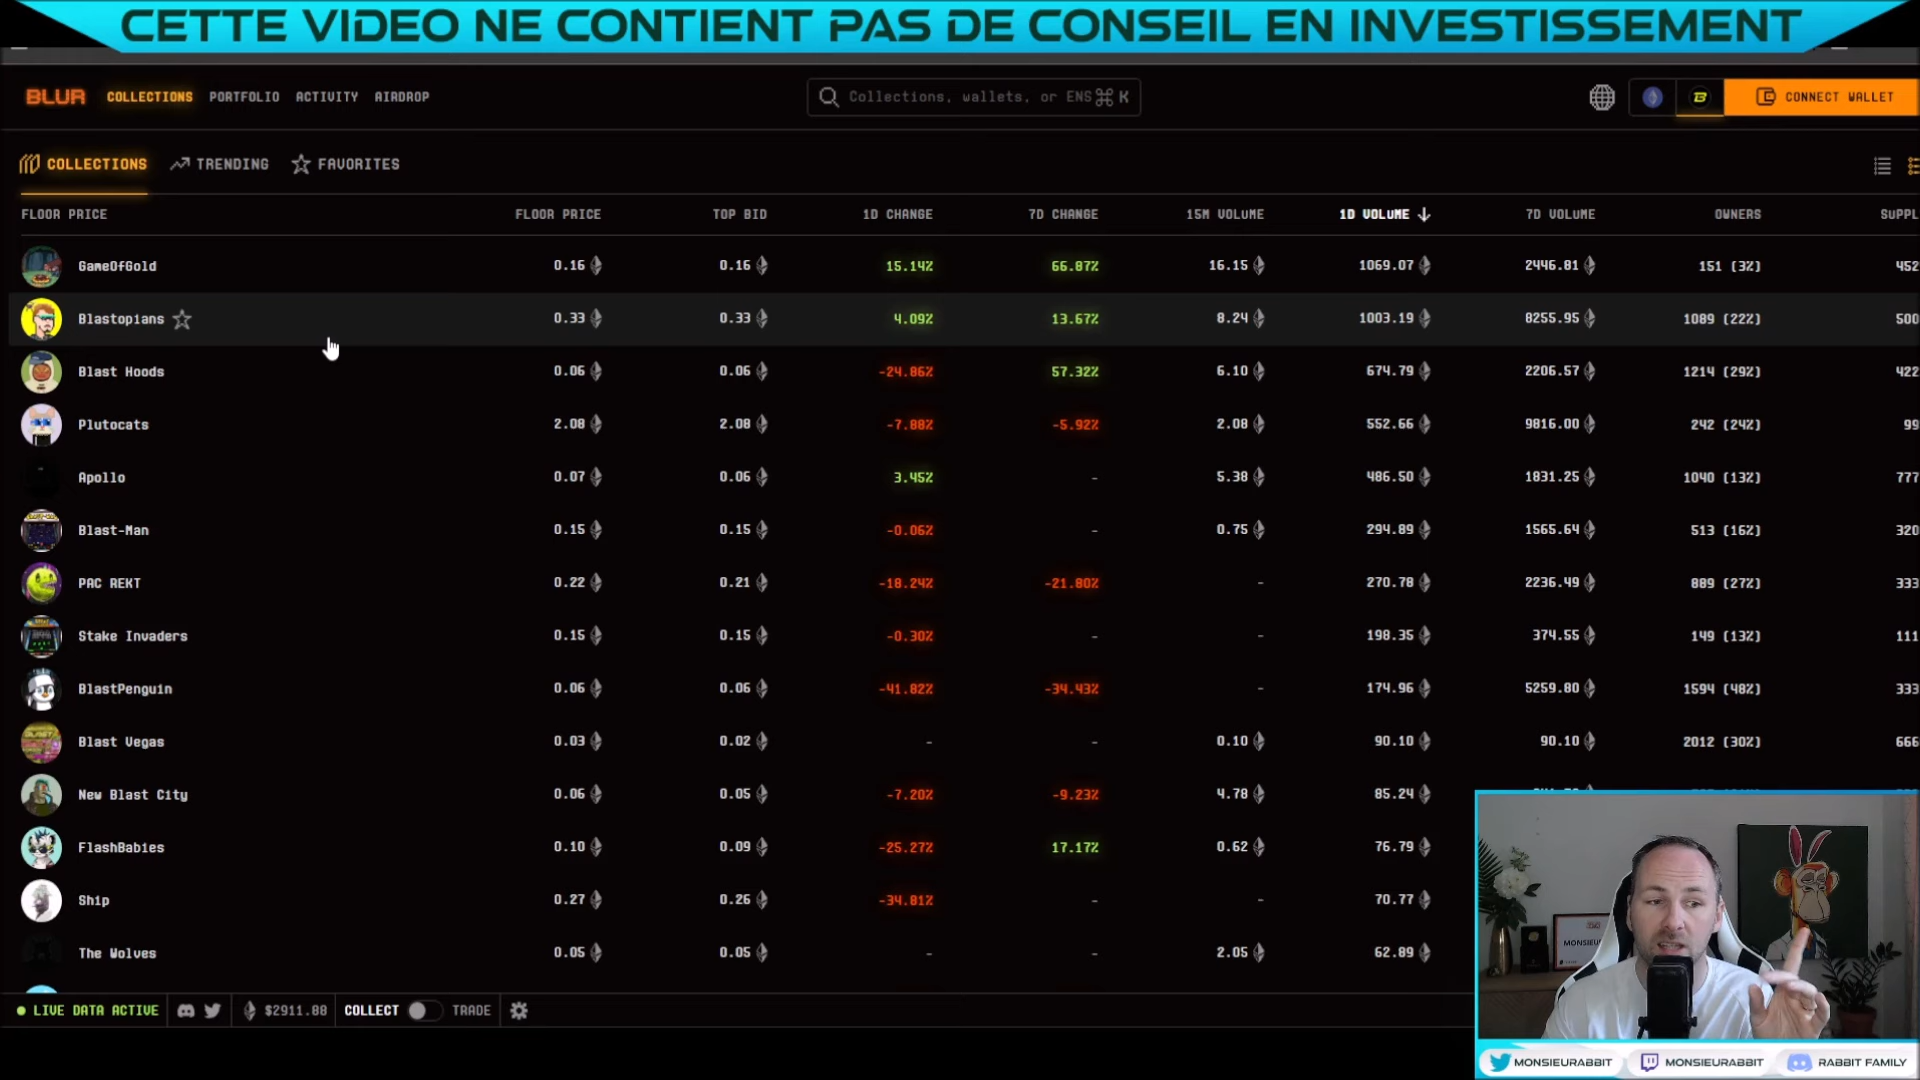 CETTE VIDEO NE CONTIENT PAS DE CONSEIL EN INVESTISSEMENT
BLUR COLLECTIONS PORTFOLIO ACTIVITY AIRDROP Collections, wallets, or ENS ⌘ K CONNECT WALLET
COLLECTIONS TRENDING FAVORITES
FLOOR PRICE FLOOR PRICE TOP BID 1D CHANGE 7D CHANGE 15M VOLUME 1D VOLUME 7D VOLUME OWNERS SUPPL
GameOfGold 0.16 0.16 15.14% 66.87% 16.15 1069.07 2446.81 151 (3%) 452
Blastopians 0.33 0.33 4.09% 13.67% 8.24 1003.19 8255.95 1089 (22%) 500
Blast Hoods 0.06 0.06 -24.86% 57.32% 6.10 674.79 2206.57 1214 (29%) 422
Plutocats 2.08 2.08 -7.88% -5.92% 2.08 552.66 9816.00 242 (24%) 99
Apollo 0.07 0.06 3.45% - 5.38 486.50 1831.25 1040 (13%) 777
Blast-Man 0.15 0.15 -0.06% - 0.75 294.89 1565.64 513 (16%) 320
PAC REKT 0.22 0.21 -18.24% -21.80% - 270.78 2236.49 889 (27%) 333
Stake Invaders 0.15 0.15 -0.30% - - 198.35 374.55 149 (13%) 111
BlastPenguin 0.06 0.06 -41.82% -34.43% - 174.96 5259.80 1594 (48%) 333
Blast Vegas 0.03 0.02 - - 0.10 90.10 90.10 2012 (30%) 666
New Blast City 0.06 0.05 -7.20% -9.23% 4.78 85.24
FlashBabies 0.10 0.09 -25.27% 17.17% 0.62 76.79
Ship 0.27 0.26 -34.81% - - 70.77
The Wolves 0.05 0.05 - - 2.05 62.89
LIVE DATA ACTIVE $2911.88 COLLECT TRADE
MONSIEU
MONSIEURABBIT MONSIEURABBIT RABBIT FAMILY